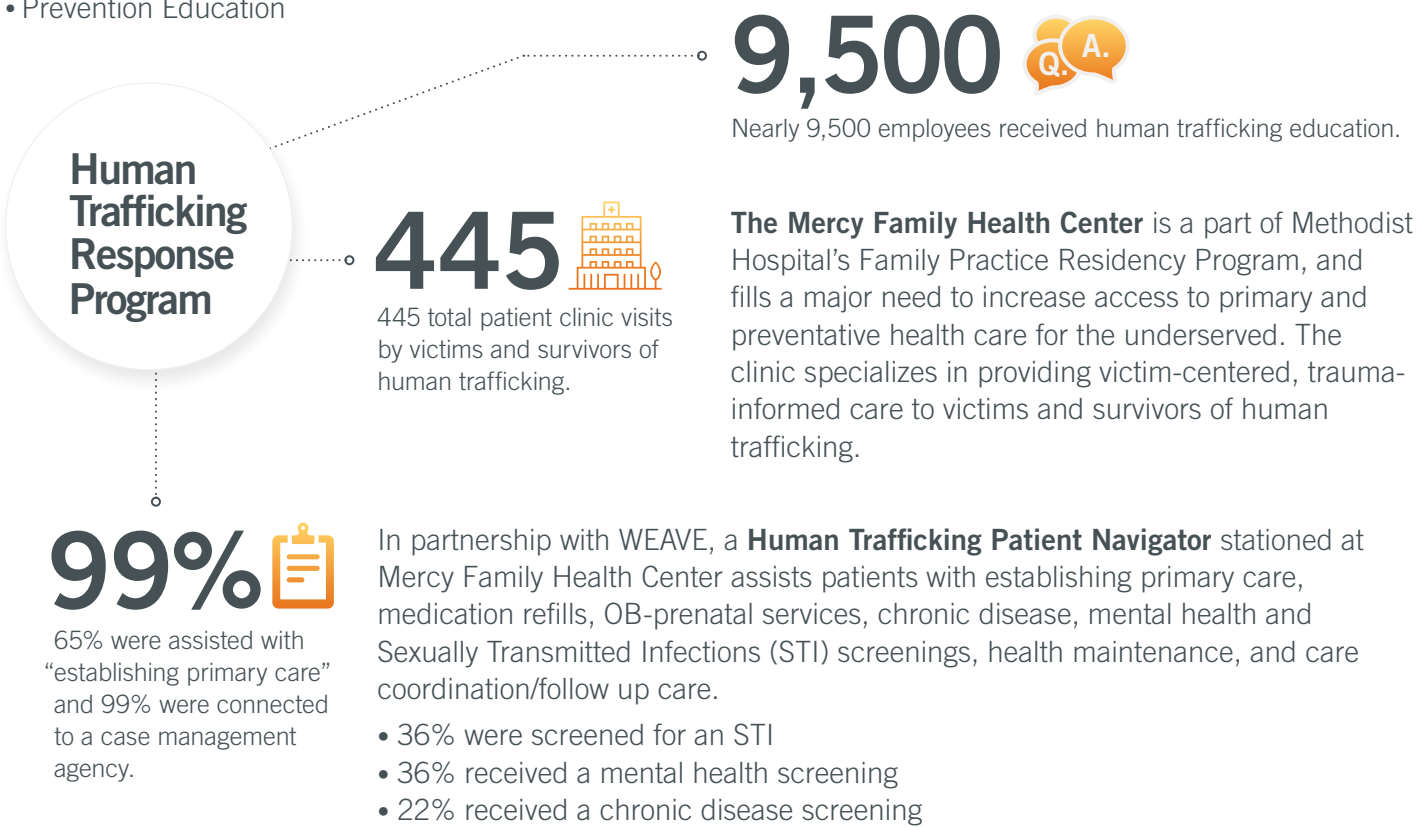 • Prevention Education
9,500
Q. A.
Nearly 9,500 employees received human trafficking education.
Human
Trafficking
Response
Program
445
445 total patient clinic visits
by victims and survivors of
human trafficking.
The Mercy Family Health Center is a part of Methodist
Hospital’s Family Practice Residency Program, and
fills a major need to increase access to primary and
preventative health care for the underserved. The
clinic specializes in providing victim-centered, trauma-
informed care to victims and survivors of human
trafficking.
99%
65% were assisted with
“establishing primary care”
and 99% were connected
to a case management
agency.
In partnership with WEAVE, a Human Trafficking Patient Navigator stationed at
Mercy Family Health Center assists patients with establishing primary care,
medication refills, OB-prenatal services, chronic disease, mental health and
Sexually Transmitted Infections (STI) screenings, health maintenance, and care
coordination/follow up care.
• 36% were screened for an STI
• 36% received a mental health screening
• 22% received a chronic disease screening